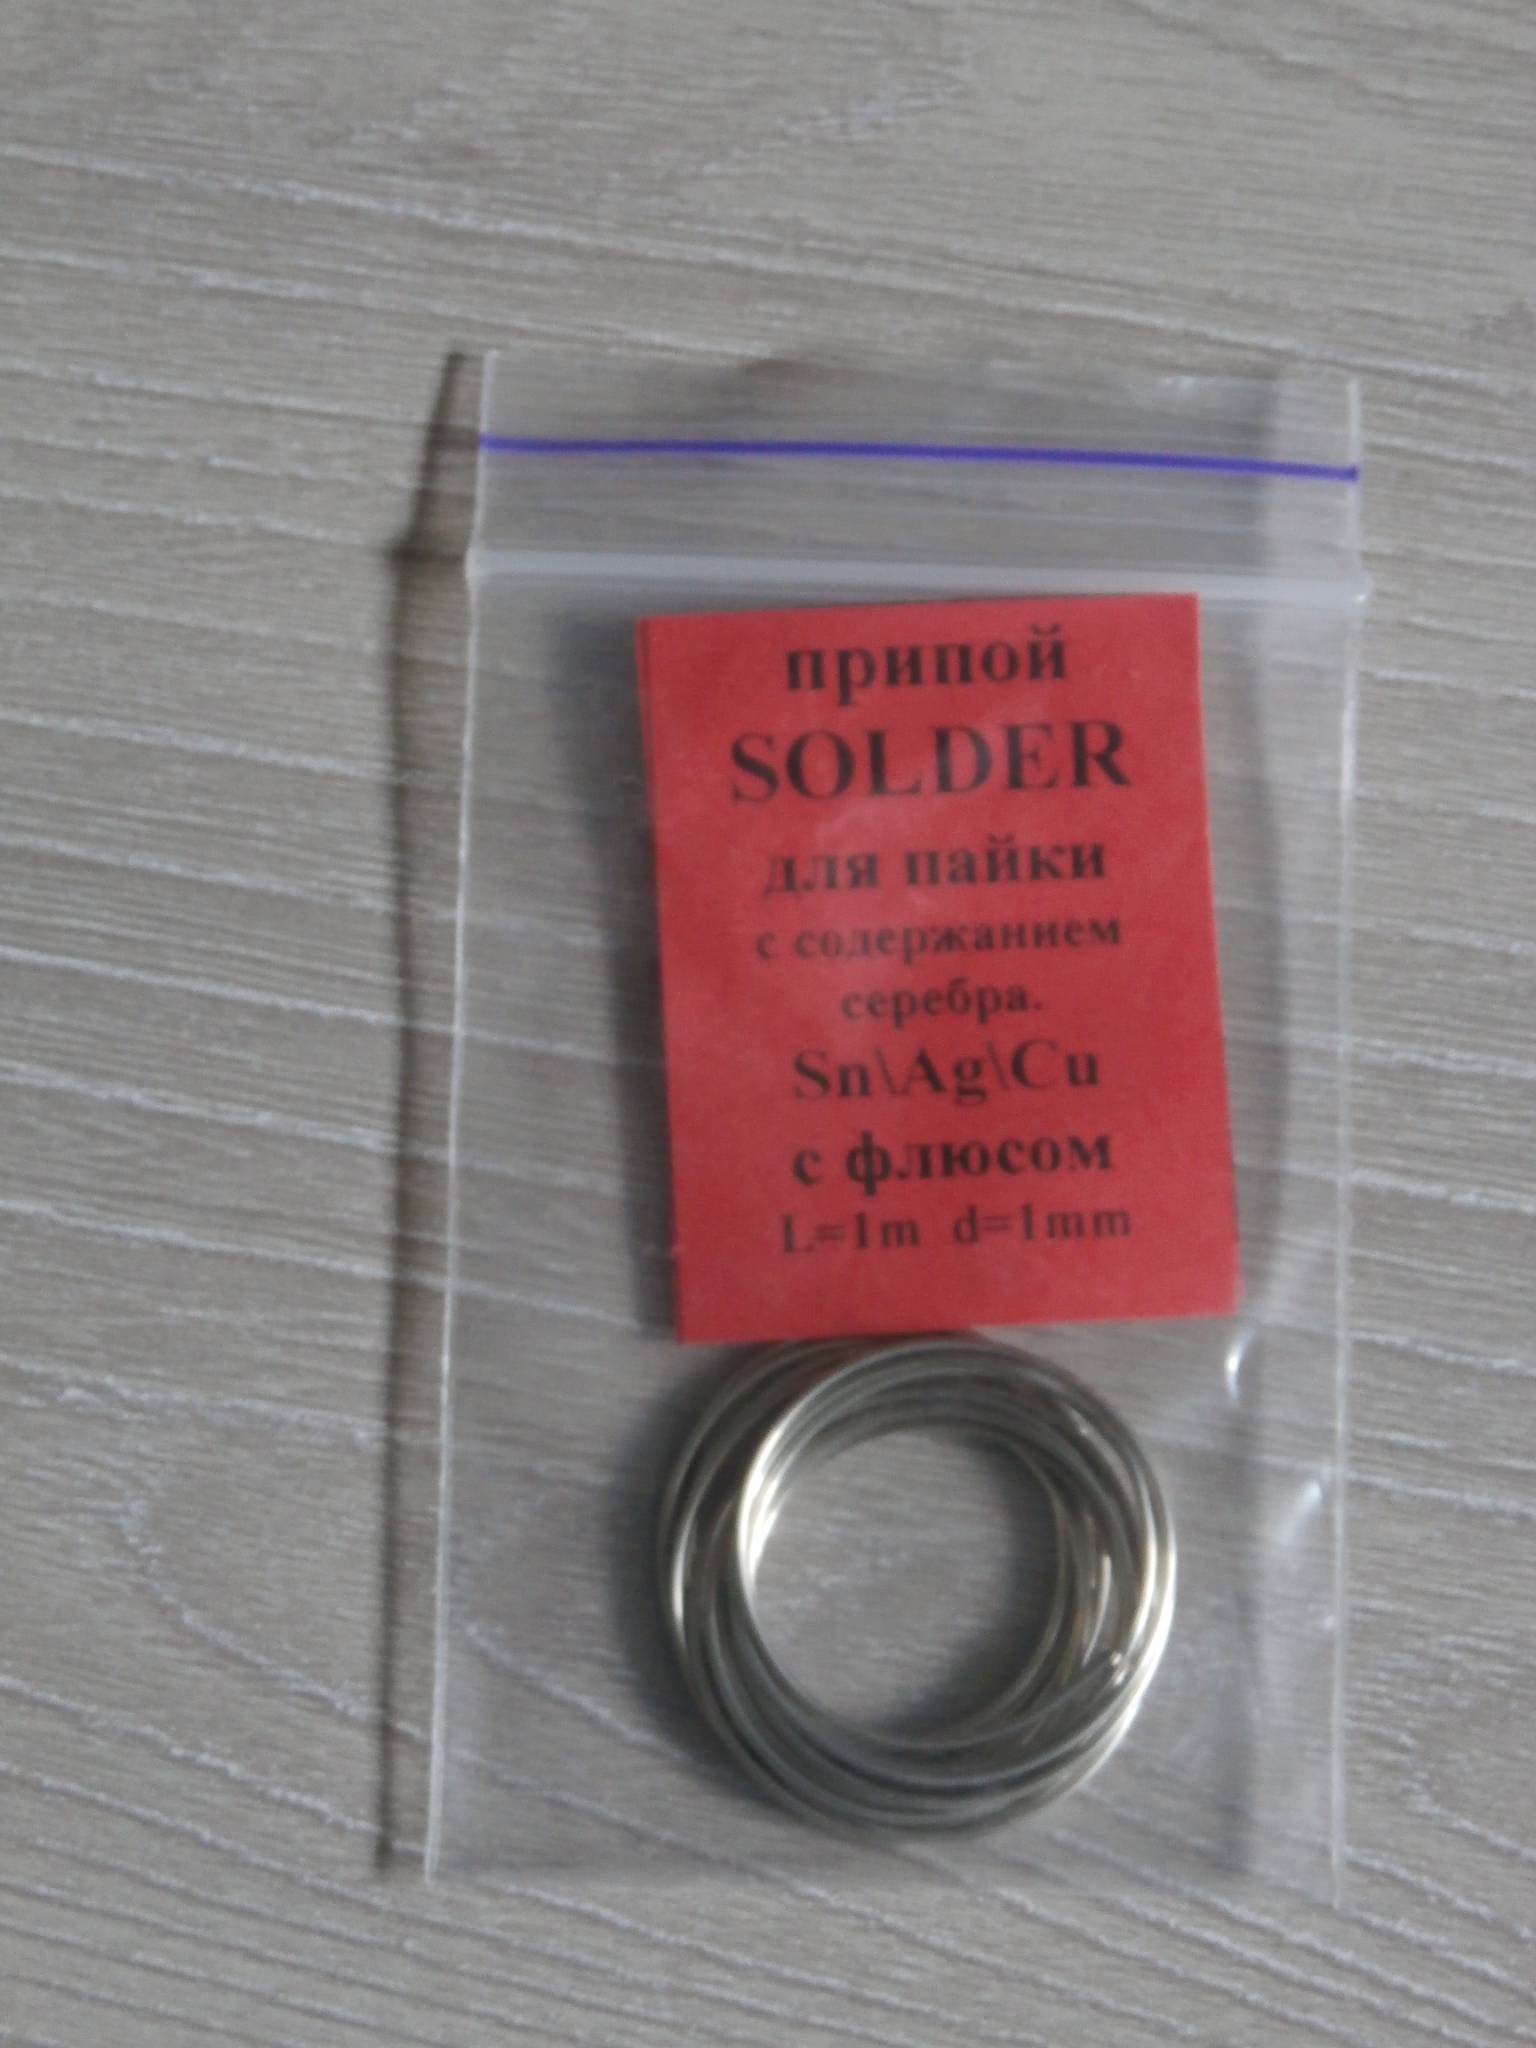 припой
SOLDER
для пайки
с содержанием
серебра.
Sn\Ag\Cu
с флюсом
L=1m d=1mm